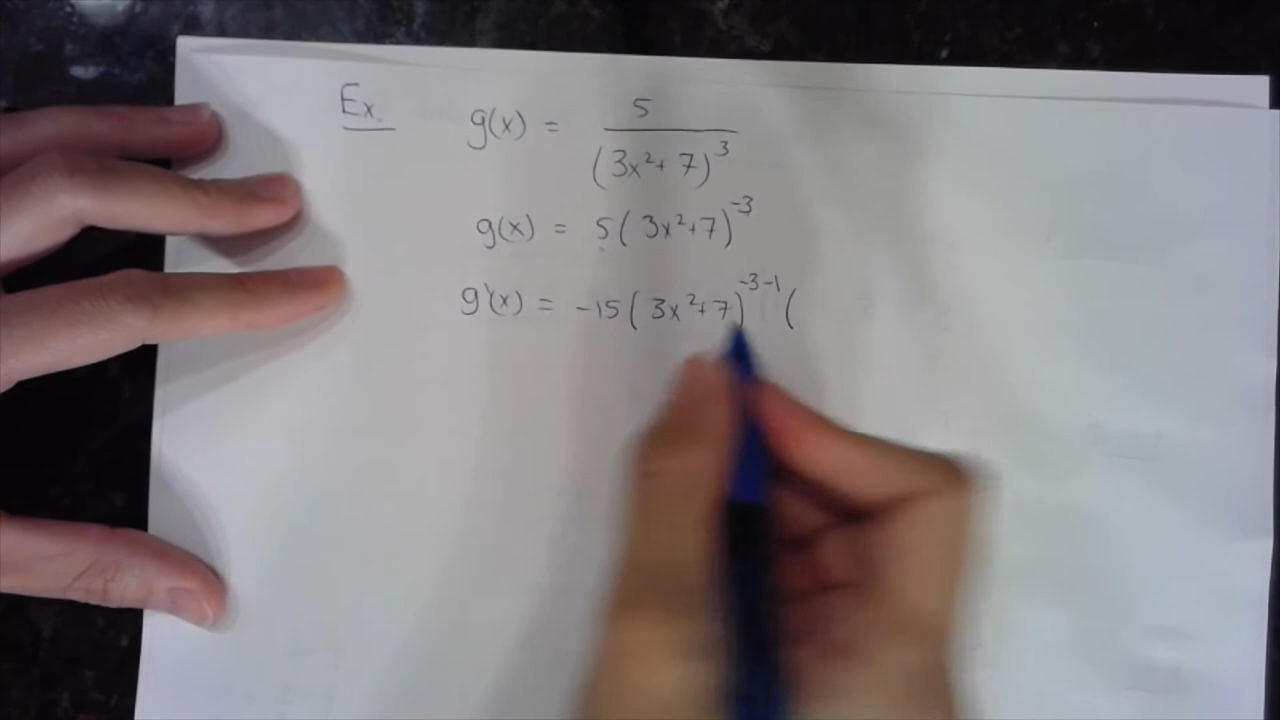 Ex. g(x) = 5 / (3x²+ 7)³
g(x) = 5(3x²+7)⁻³
g'(x) = -15(3x²+7)⁻³⁻¹(